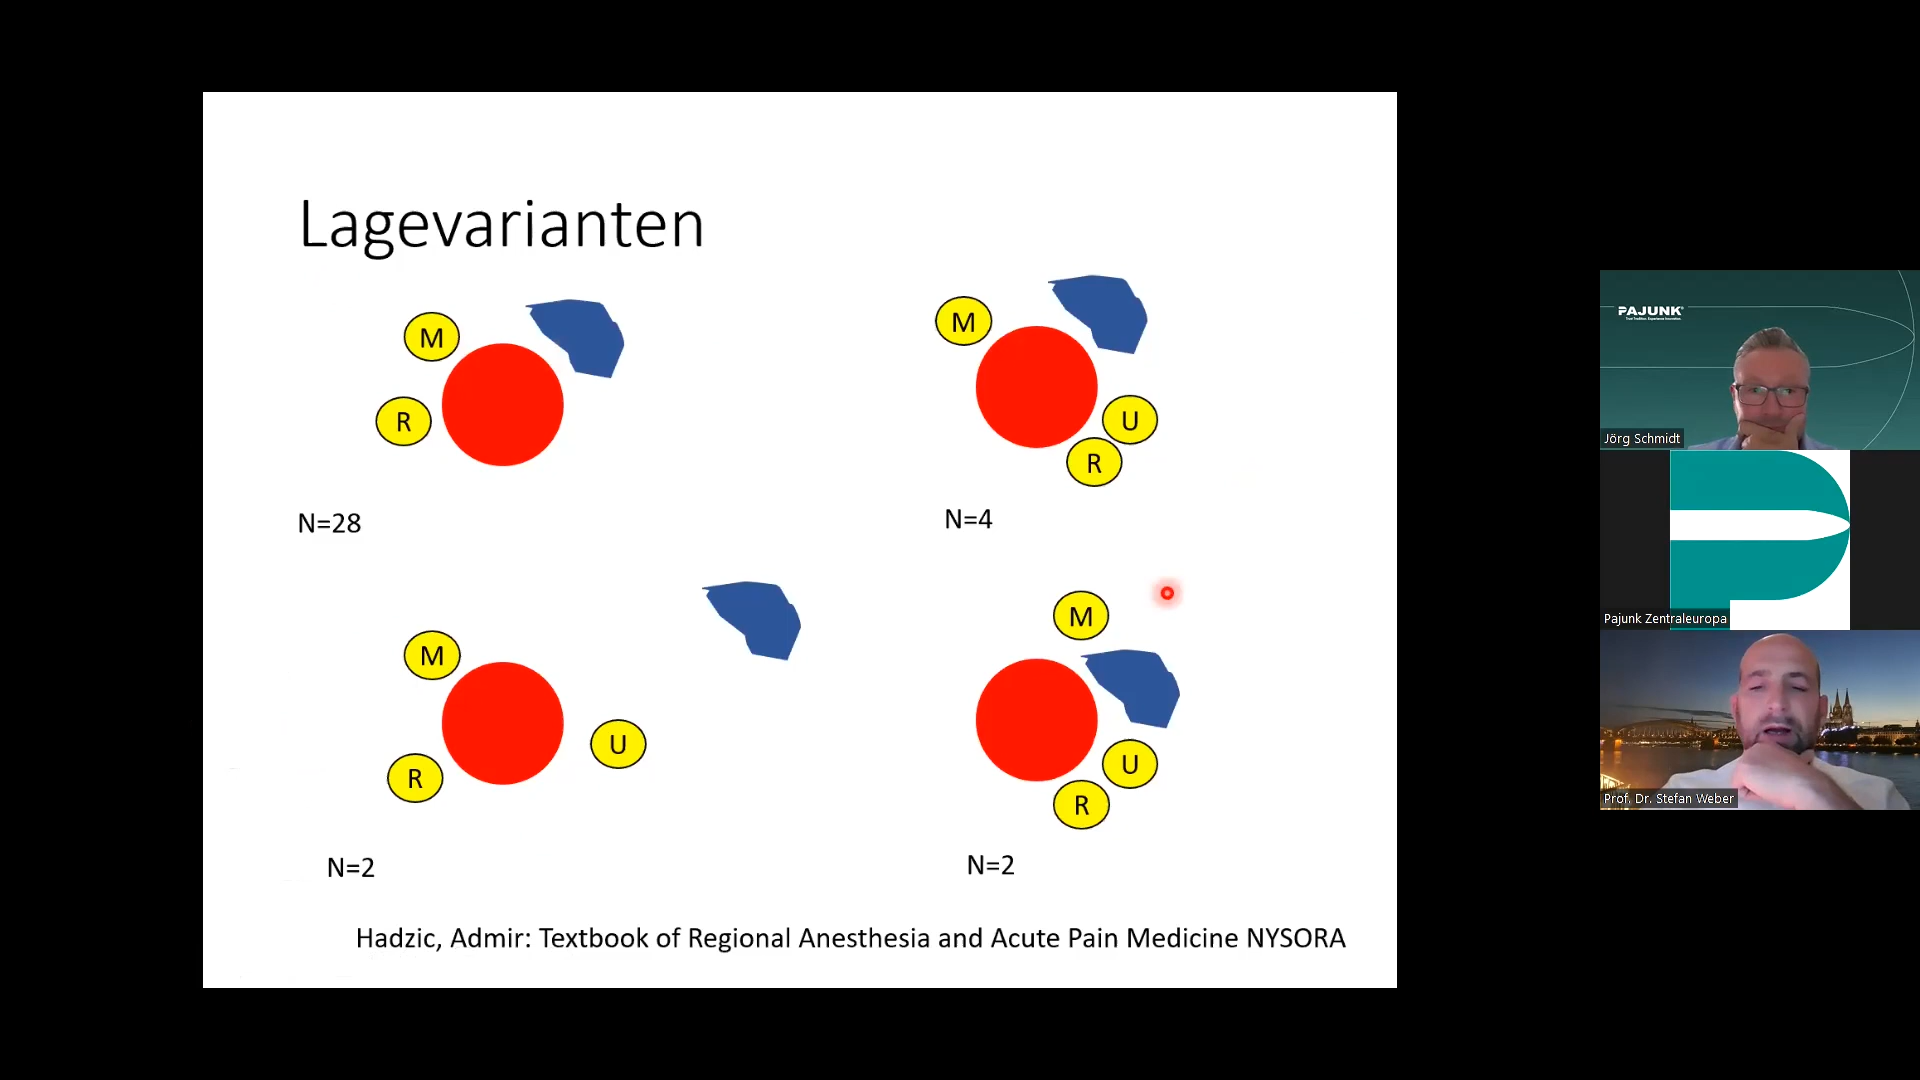 Lagevarianten
M
R
N=28
M
U
R
N=4
M
U
R
N=2
M
U
R
N=2
Hadzic, Admir: Textbook of Regional Anesthesia and Acute Pain Medicine NYSORA
PAJUNK
Jörg Schmidt
Pajunk Zentraleuropa
Prof. Dr. Stefan Weber